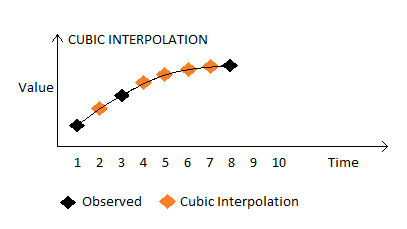 CUBIC INTERPOLATION
Value
1 2 3 4 5 6 7 8 9 10 Time
Observed Cubic Interpolation